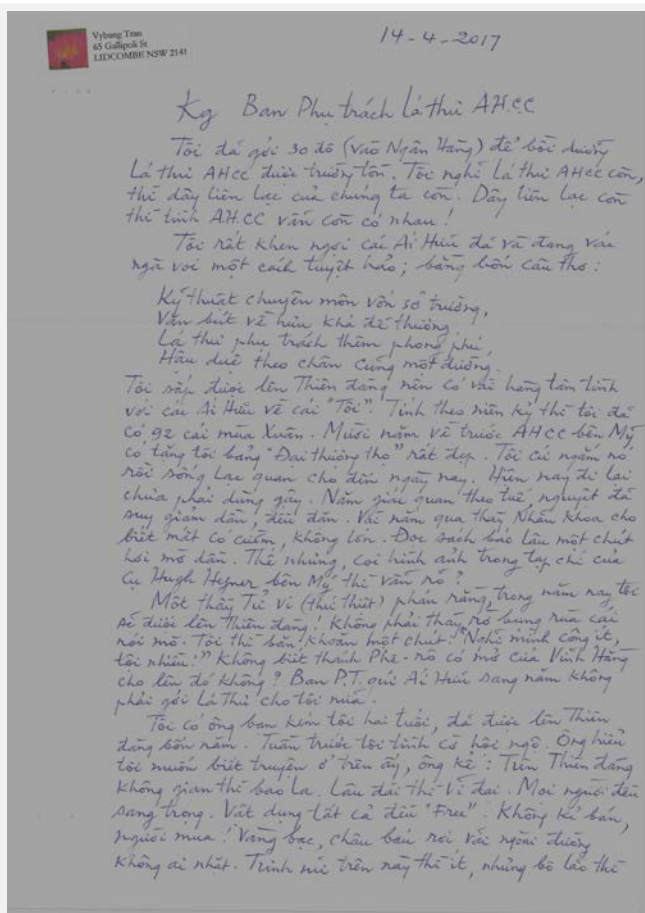 Vybang Tran
65 Gallipoli St
LIDCOMBE NSW 2141
14-4-2017
Kg Ban Phụ trách Lá thư AHCC
Tôi đã gởi 30 đô (vào Ngân Hàng) để bồi dưỡng
Lá thư AHCC được trường tồn. Tôi nghĩ Lá thư AHCC còn,
thì dây liên lạc của chúng ta còn. Dây liên lạc còn
thì tình AH.CC vẫn còn có nhau!
Tôi rất khen ngợi các Ái Hữu đã và đang vác
ngà voi một cách tuyệt hảo; bằng bốn câu thơ:
Kỹ thuật chuyên môn vốn sở trường,
Văn bút về hưu khá dễ thương
Lá thư phụ trách thêm phong phú,
Hậu duệ theo chân cùng một đường.
Tôi sắp được lên Thiên đàng nên có vài hàng tâm tình
với các Ái Hữu về cái "Tôi". Tính theo niên kỷ thì tôi đã
có 92 cái mùa Xuân. Mười năm về trước AHCC bên Mỹ
có tặng tôi bảng "Đại thượng thọ" rất đẹp. Tôi cứ ngắm nó
rồi sống lạc quan cho đến ngày nay. Hiện nay đi lại
chưa phải dùng gậy. Năm giác quan theo tuế nguyệt đã
suy giảm dần, đều đặn. Vài năm qua thầy Nhãn khoa cho
biết mắt có cườm, không lớn. Đọc sách báo lâu một chút
hơi mờ dần. Thế nhưng, coi hình ảnh trong tạp chí của
Cụ Hugh Hefner bên Mỹ thì vẫn rõ?
Một thầy Tử Vi (thứ thiệt) phán rằng, trong năm nay tôi
sẽ được lên Thiên đàng! Không phải thầy rờ bụng rùa cái
nói mò. Tôi thì băn khoăn một chút: "Nghĩ mình công ít,
tội nhiều!" Không biết thánh Phê-rô có mở cửa Vĩnh Hằng
cho lên đó không? Ban P.T. quí Ái Hữu sang năm không
phải gởi Lá Thư cho tôi nữa.
Tôi có ông bạn kém tôi hai tuổi, đã được lên Thiên
đàng bốn năm. Tuần trước tôi tình cờ hội ngộ. Ông hiểu
tôi muốn biết truyện ở trên ấy, ông kể: Trên Thiên đàng
không gian thì bao la. Lâu đài thì vĩ đại. Mọi người đều
sang trọng. Vật dụng tất cả đều "Free". Không kẻ bán,
người mua! Vàng bạc, châu báu rơi vãi ngoài đường
không ai nhặt. Trinh nữ trên này thì ít, nhưng bô lão thì